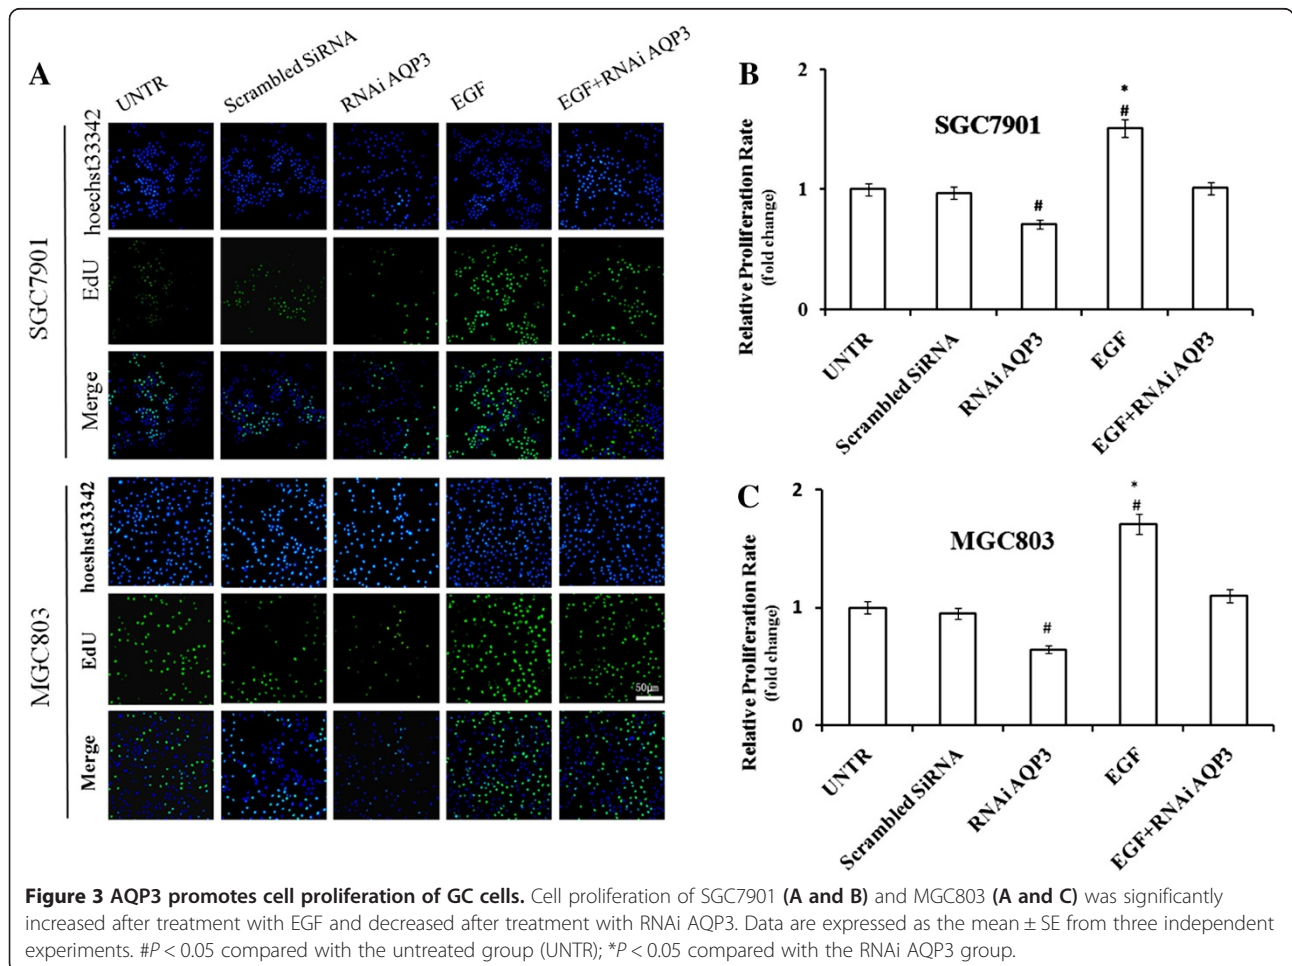 A
UNTR
Scrambled SiRNA
RNAi AQP3
EGF
EGF+RNAi AQP3
SGC7901
hoechst33342
EdU
Merge
MGC803
hoeshst33342
EdU
50μm
Merge
B
Relative Proliferation Rate
(fold change)
2
1
0
SGC7901
#
*
#
UNTR
Scrambled SiRNA
RNAi AQP3
EGF
EGF+RNAi AQP3
C
Relative Proliferation Rate
(fold change)
2
1
0
MGC803
#
*
#
UNTR
Scrambled SiRNA
RNAi AQP3
EGF
EGF+RNAi AQP3
Figure 3 AQP3 promotes cell proliferation of GC cells. Cell proliferation of SGC7901 (A and B) and MGC803 (A and C) was significantly
increased after treatment with EGF and decreased after treatment with RNAi AQP3. Data are expressed as the mean ± SE from three independent
experiments. #P < 0.05 compared with the untreated group (UNTR); *P < 0.05 compared with the RNAi AQP3 group.